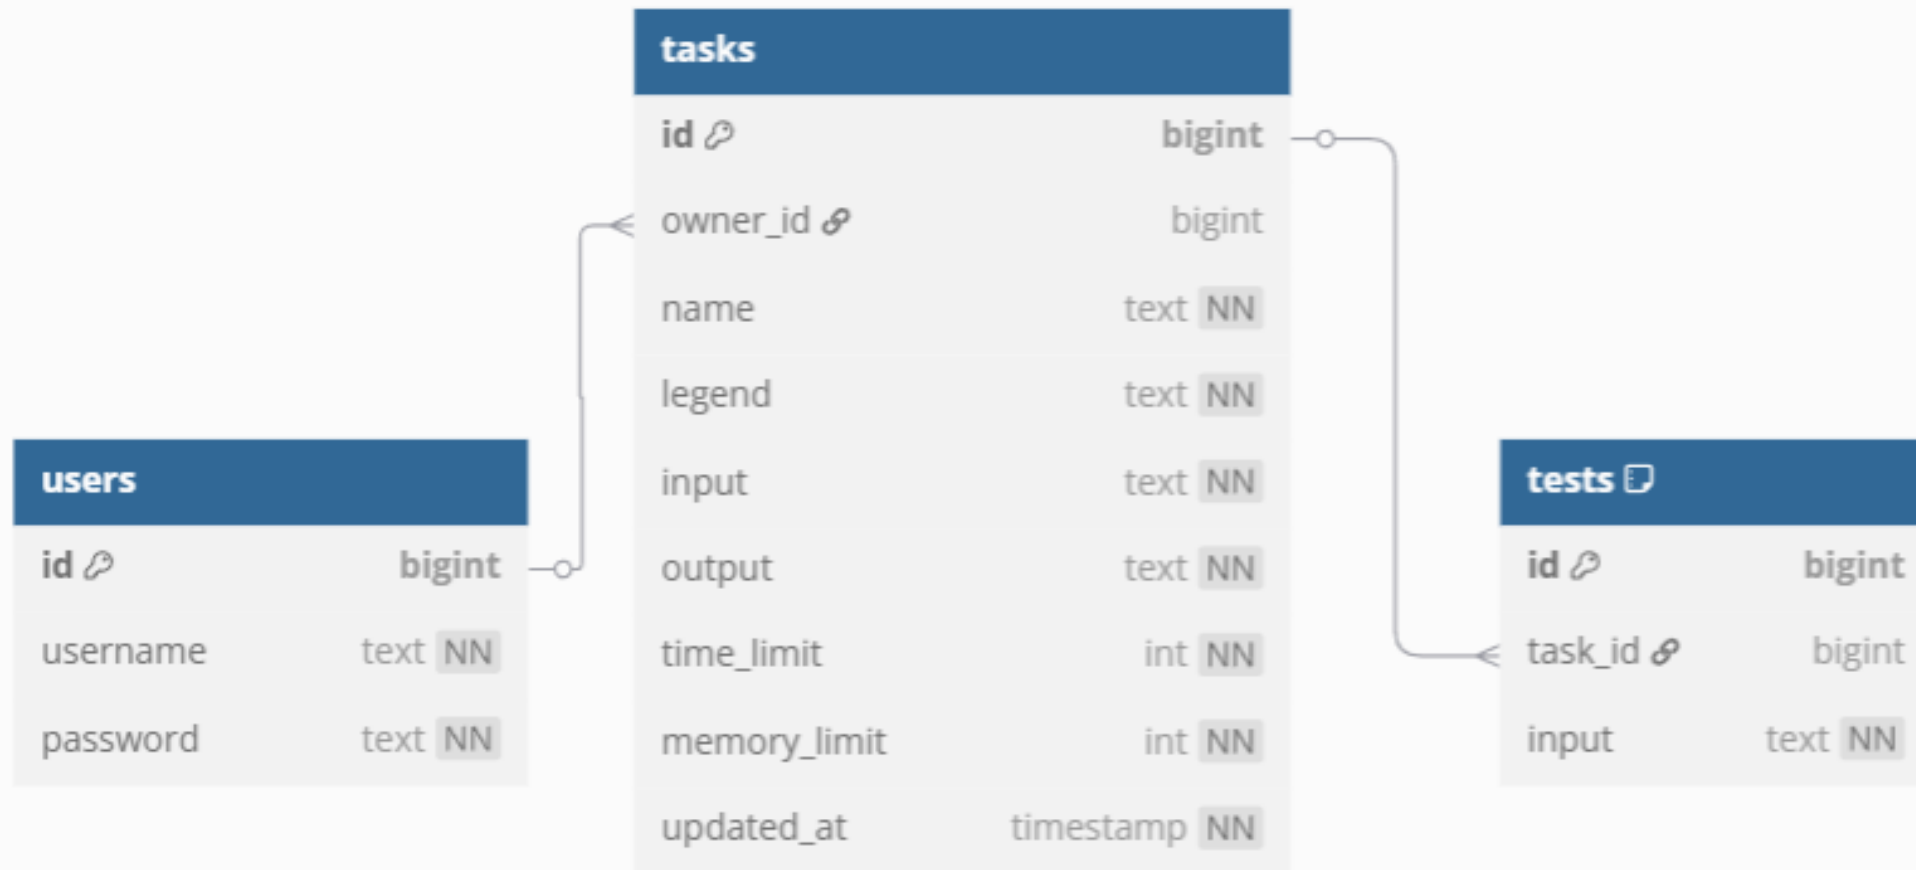 tasks
id bigint
owner_id bigint
name text NN
legend text NN
input text NN
output text NN
time_limit int NN
memory_limit int NN
updated_at timestamp NN
users
id bigint
username text NN
password text NN
tests
id bigint
task_id bigint
input text NN